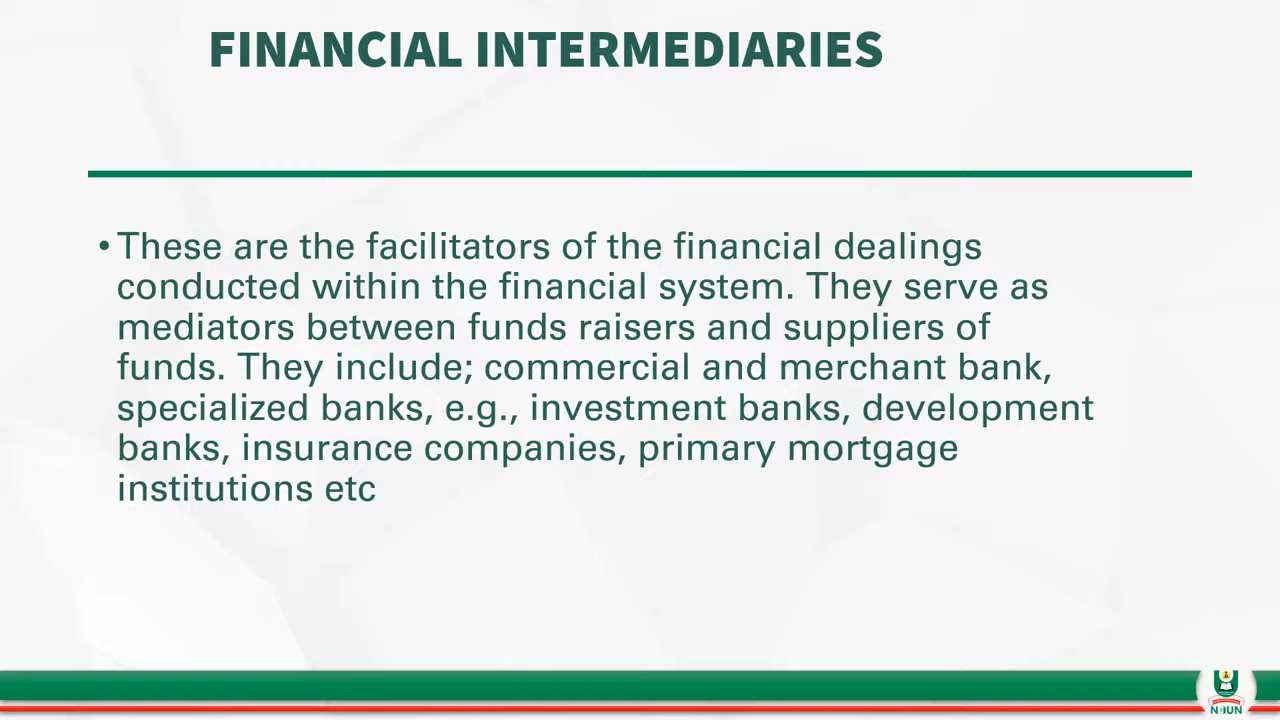 FINANCIAL INTERMEDIARIES
• These are the facilitators of the financial dealings
conducted within the financial system. They serve as
mediators between funds raisers and suppliers of
funds. They include; commercial and merchant bank,
specialized banks, e.g., investment banks, development
banks, insurance companies, primary mortgage
institutions etc